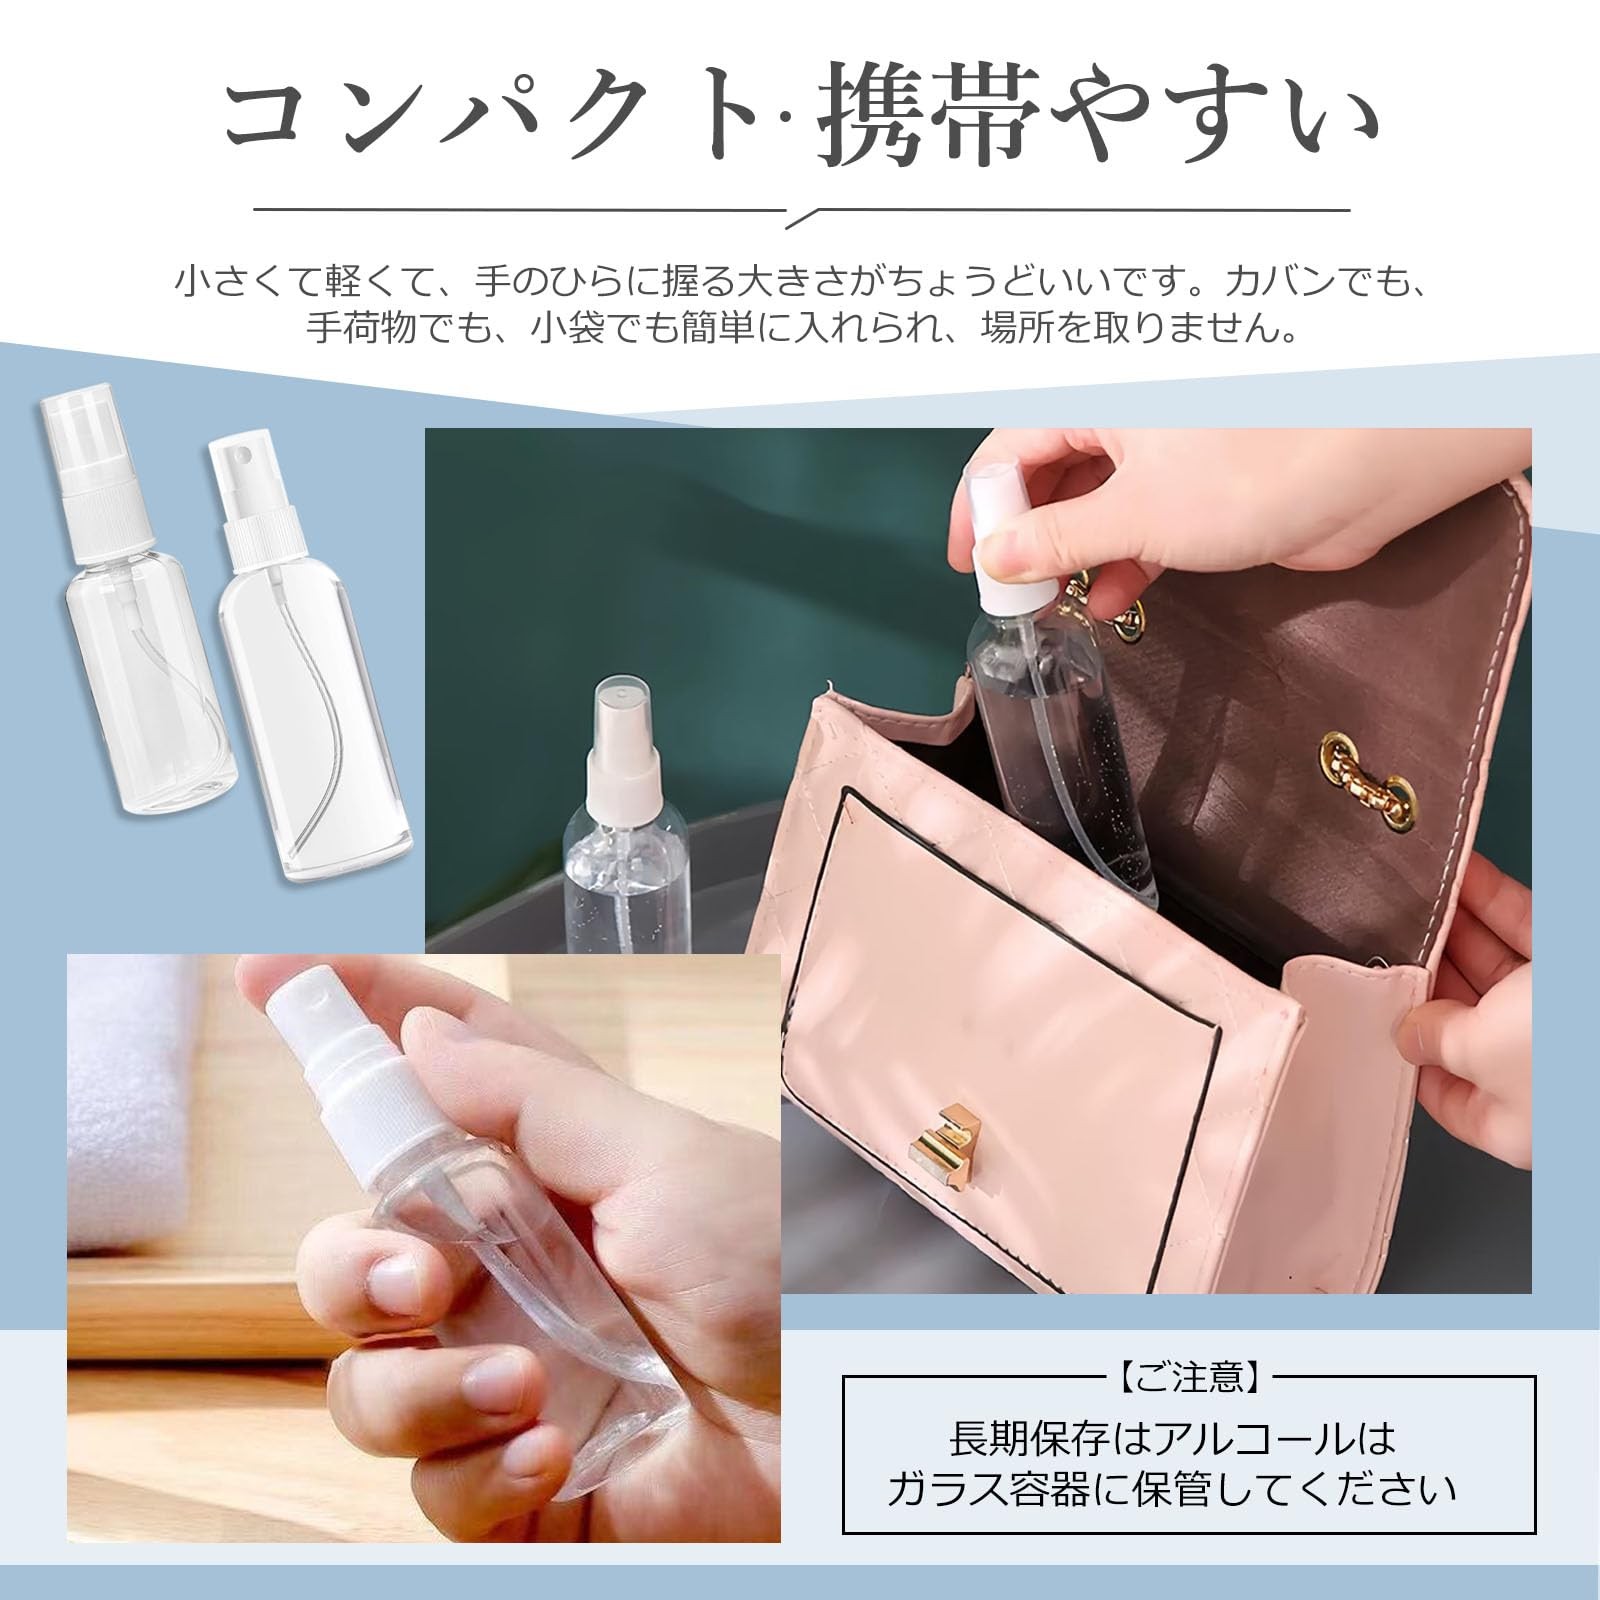 コンパクト·携帯やすい
小さくて軽くて、手のひらに握る大きさがちょうどいいです。カバンでも、
手荷物でも、小袋でも簡単に入れられ、場所を取りません。
【ご注意】
長期保存はアルコールは
ガラス容器に保管してください